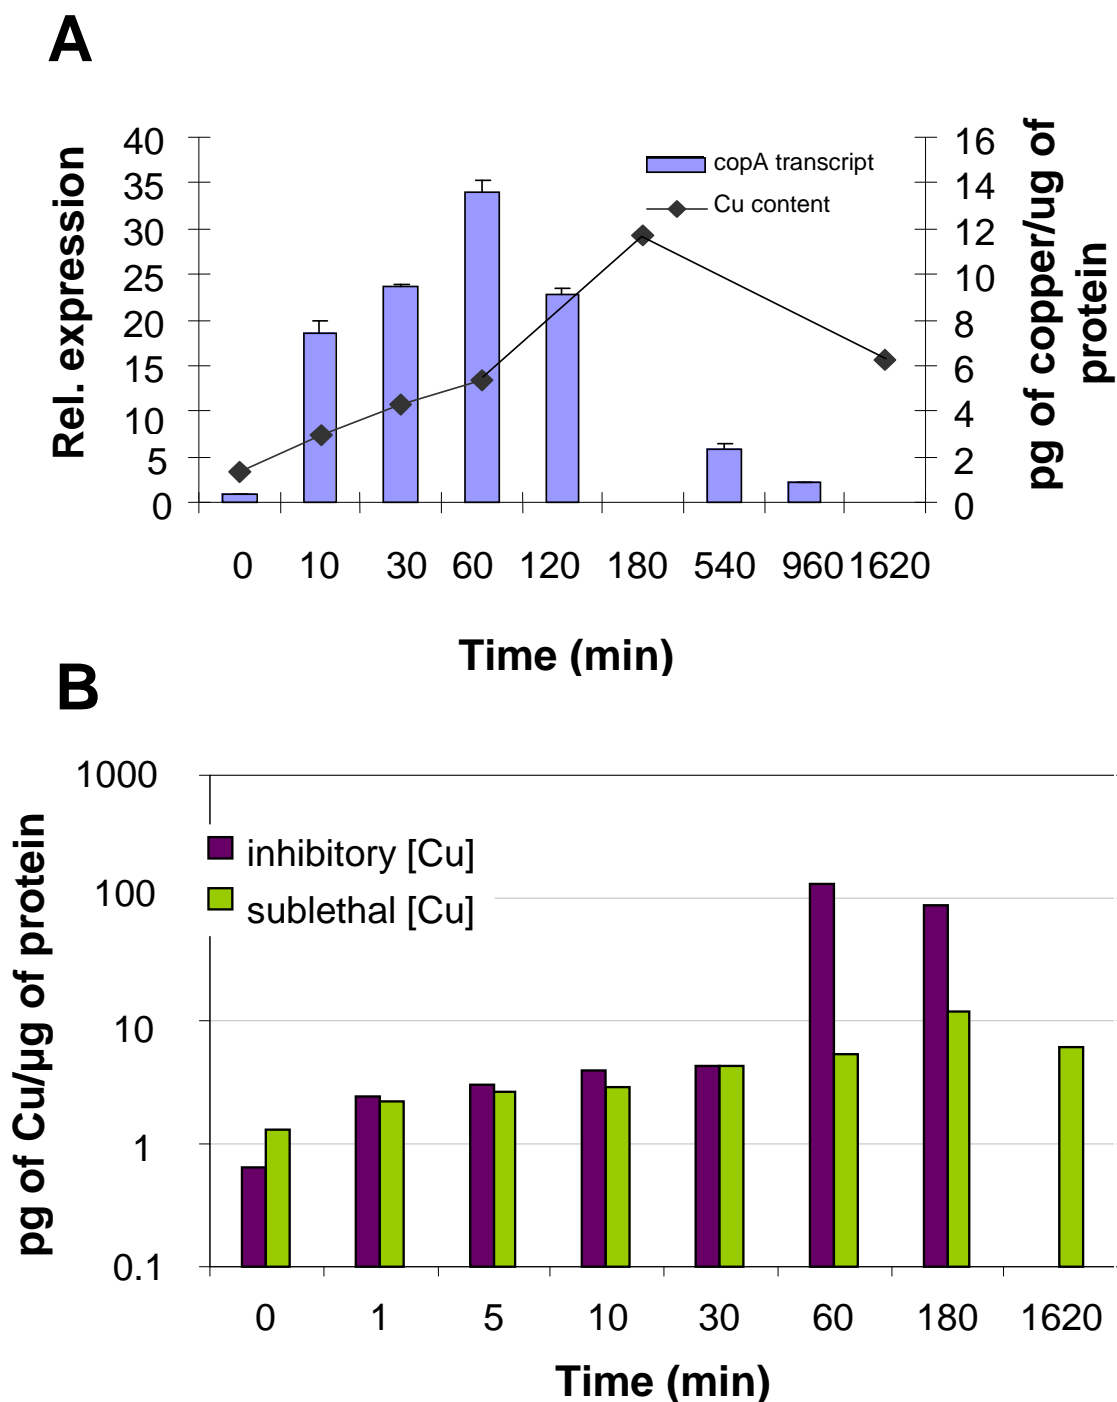 A
Rel. expression
40
35
30
25
20
15
10
5
0
copA transcript
Cu content
16
14
12
10
8
6
4
2
0
pg of copper/ug of
protein
0 10 30 60 120 180 540 960 1620
Time (min)
B
pg of Cu/µg of protein
1000
100
10
1
0.1
inhibitory [Cu]
sublethal [Cu]
0 1 5 10 30 60 180 1620
Time (min)